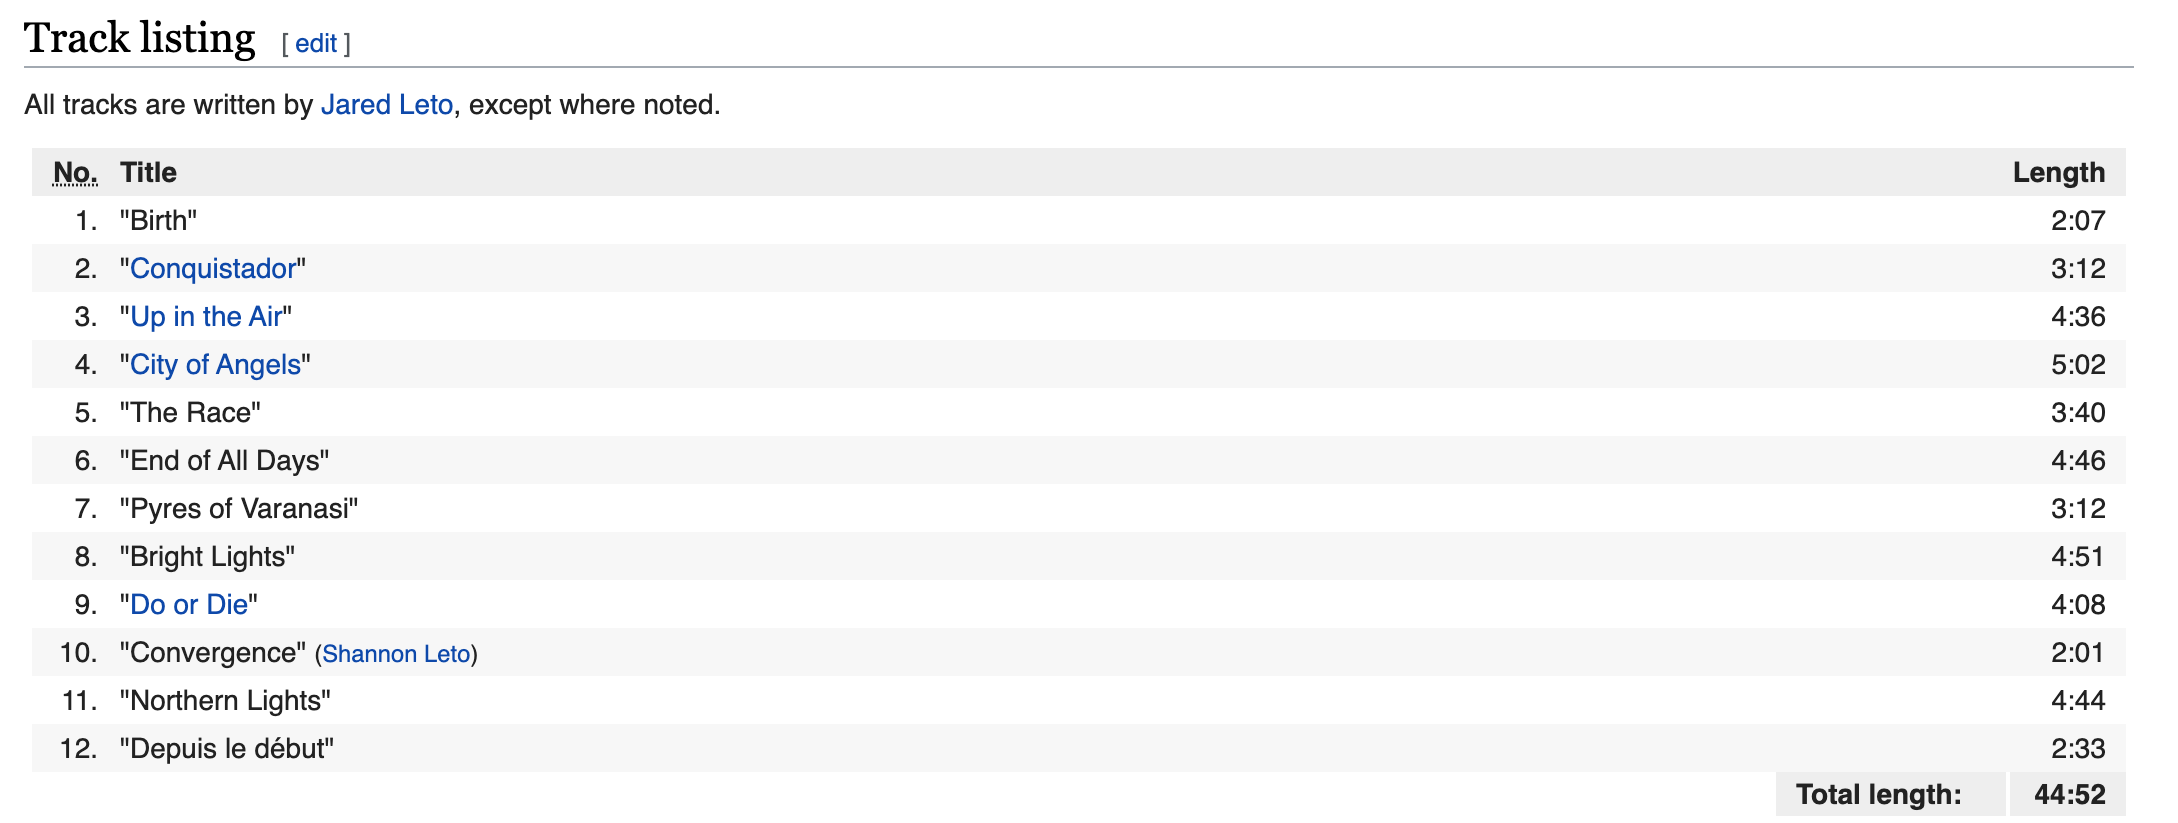 Track listing [ edit ]
All tracks are written by Jared Leto, except where noted.
No. Title Length
1. "Birth" 2:07
2. "Conquistador" 3:12
3. "Up in the Air" 4:36
4. "City of Angels" 5:02
5. "The Race" 3:40
6. "End of All Days" 4:46
7. "Pyres of Varanasi" 3:12
8. "Bright Lights" 4:51
9. "Do or Die" 4:08
10. "Convergence" (Shannon Leto) 2:01
11. "Northern Lights" 4:44
12. "Depuis le début" 2:33
Total length: 44:52